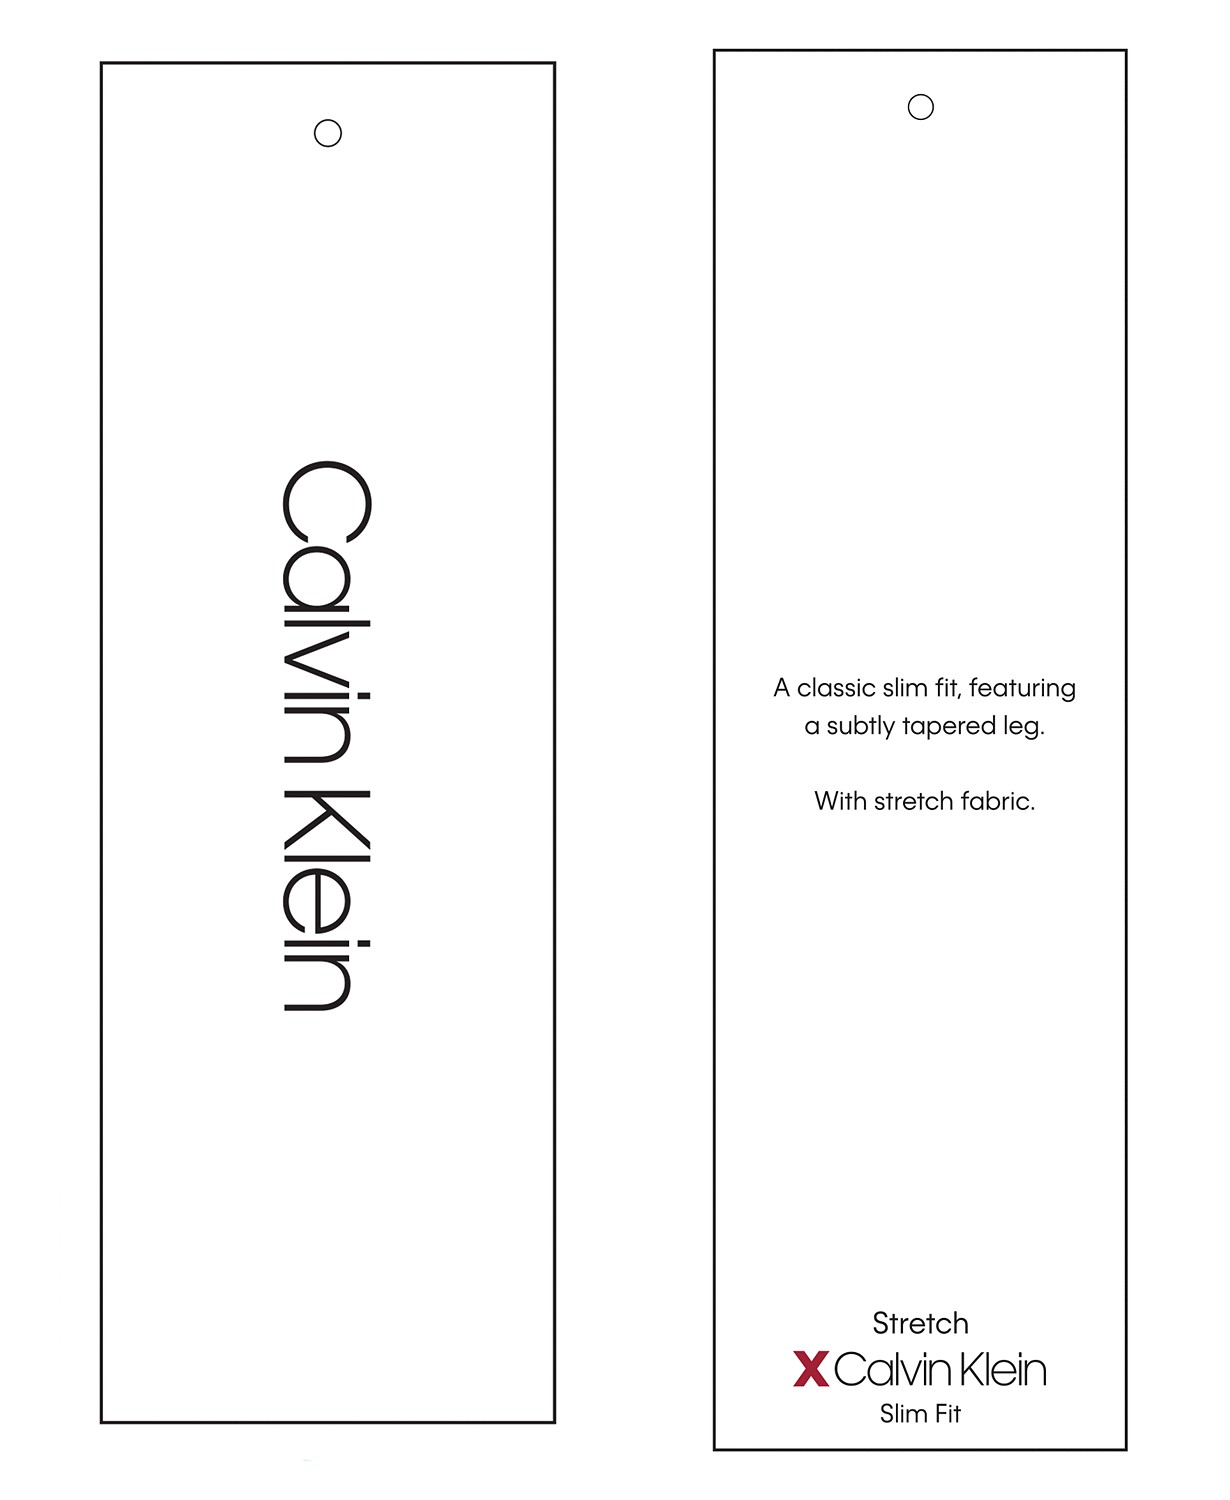 Calvin Klein
A classic slim fit, featuring
a subtly tapered leg.
With stretch fabric.
Stretch
X Calvin Klein
Slim Fit